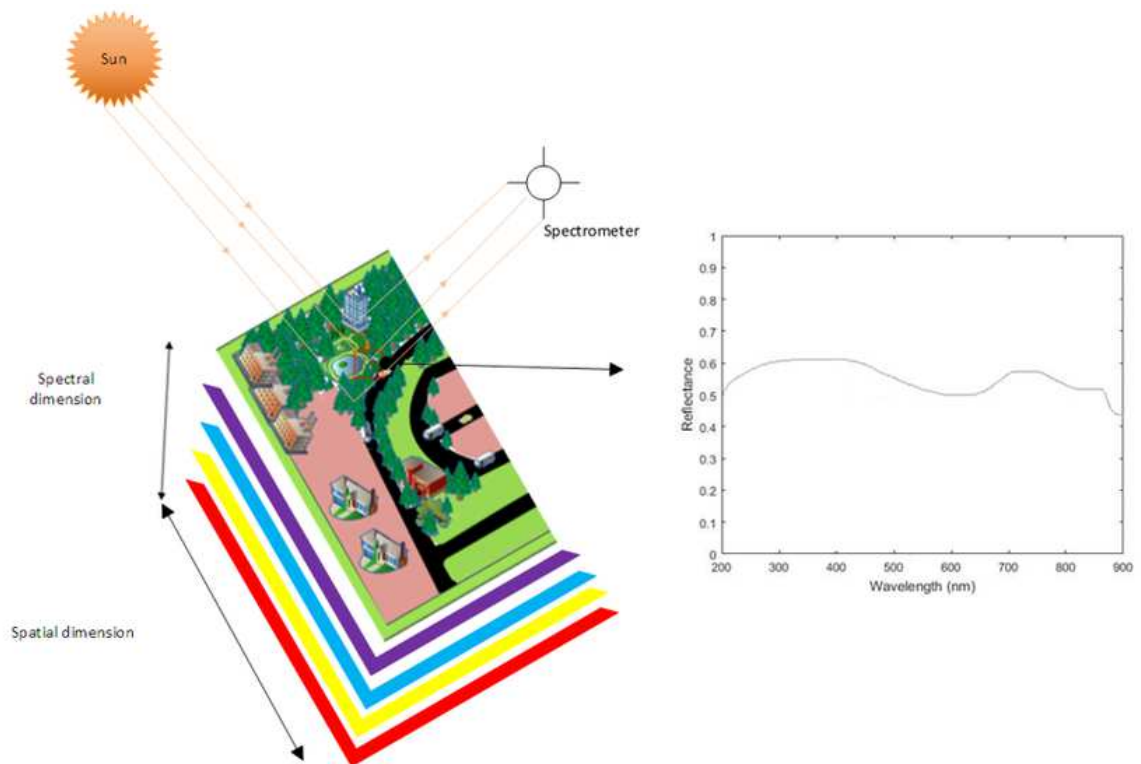 Sun
Spectrometer
Spectral
dimension
Spatial dimension
1
0.9
0.8
0.7
0.6
0.5
0.4
0.3
0.2
0.1
0
Reflectance
200 300 400 500 600 700 800 900
Wavelength (nm)